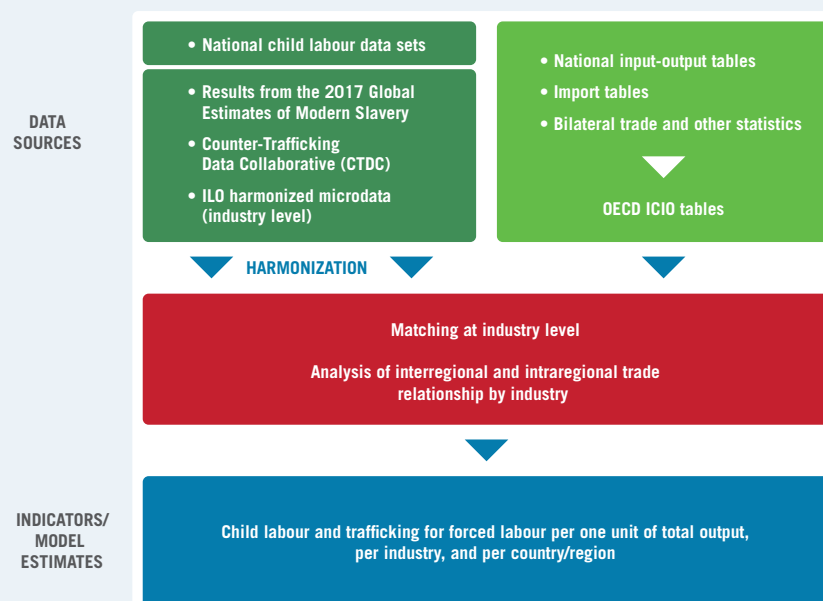 DATA
SOURCES
• National child labour data sets
• Results from the 2017 Global
Estimates of Modern Slavery
• Counter-Trafficking
Data Collaborative (CTDC)
• ILO harmonized microdata
(industry level)
• National input-output tables
• Import tables
• Bilateral trade and other statistics
OECD ICIO tables
HARMONIZATION
Matching at industry level
Analysis of interregional and intraregional trade
relationship by industry
INDICATORS/
MODEL
ESTIMATES
Child labour and trafficking for forced labour per one unit of total output,
per industry, and per country/region